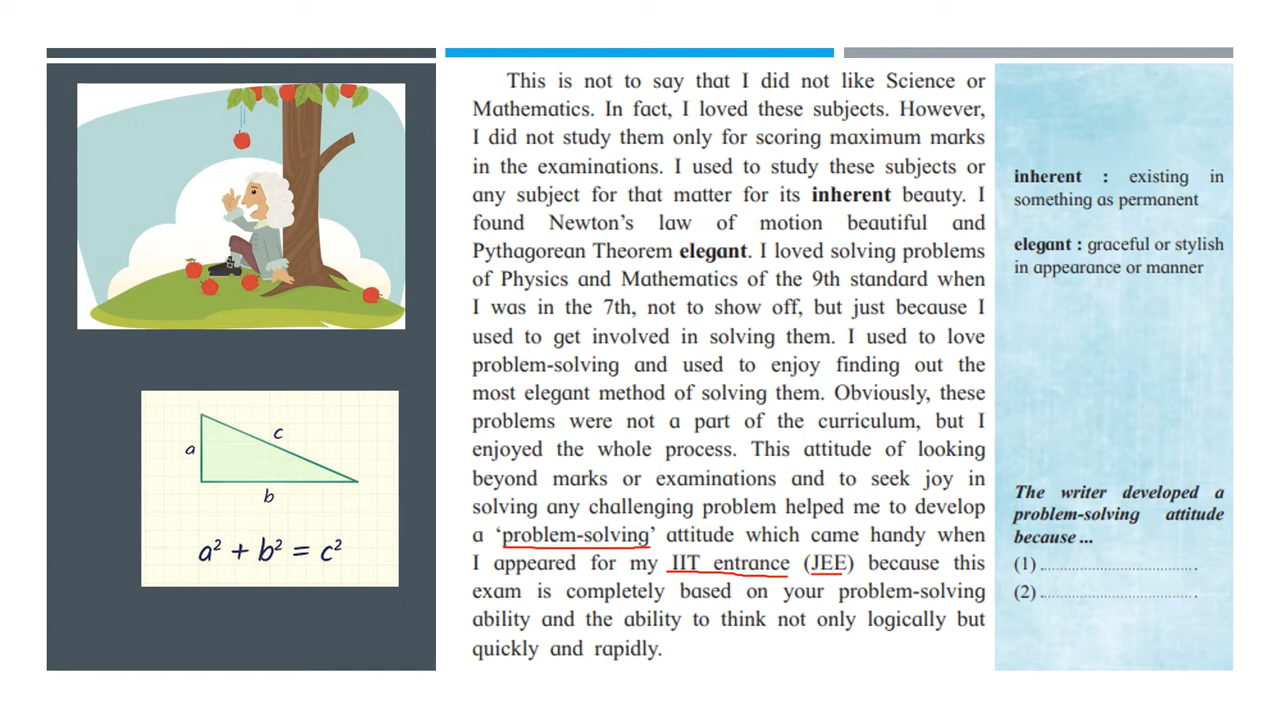 a
c
b
a² + b² = c²
This is not to say that I did not like Science or
Mathematics. In fact, I loved these subjects. However,
I did not study them only for scoring maximum marks
in the examinations. I used to study these subjects or
any subject for that matter for its inherent beauty. I
found Newton's law of motion beautiful and
Pythagorean Theorem elegant. I loved solving problems
of Physics and Mathematics of the 9th standard when
I was in the 7th, not to show off, but just because I
used to get involved in solving them. I used to love
problem-solving and used to enjoy finding out the
most elegant method of solving them. Obviously, these
problems were not a part of the curriculum, but I
enjoyed the whole process. This attitude of looking
beyond marks or examinations and to seek joy in
solving any challenging problem helped me to develop
a ‘problem-solving’ attitude which came handy when
I appeared for my IIT entrance (JEE) because this
exam is completely based on your problem-solving
ability and the ability to think not only logically but
quickly and rapidly.
inherent : existing in
something as permanent
elegant : graceful or stylish
in appearance or manner
The writer developed a
problem-solving attitude
because ...
(1) .......................................
(2) .......................................